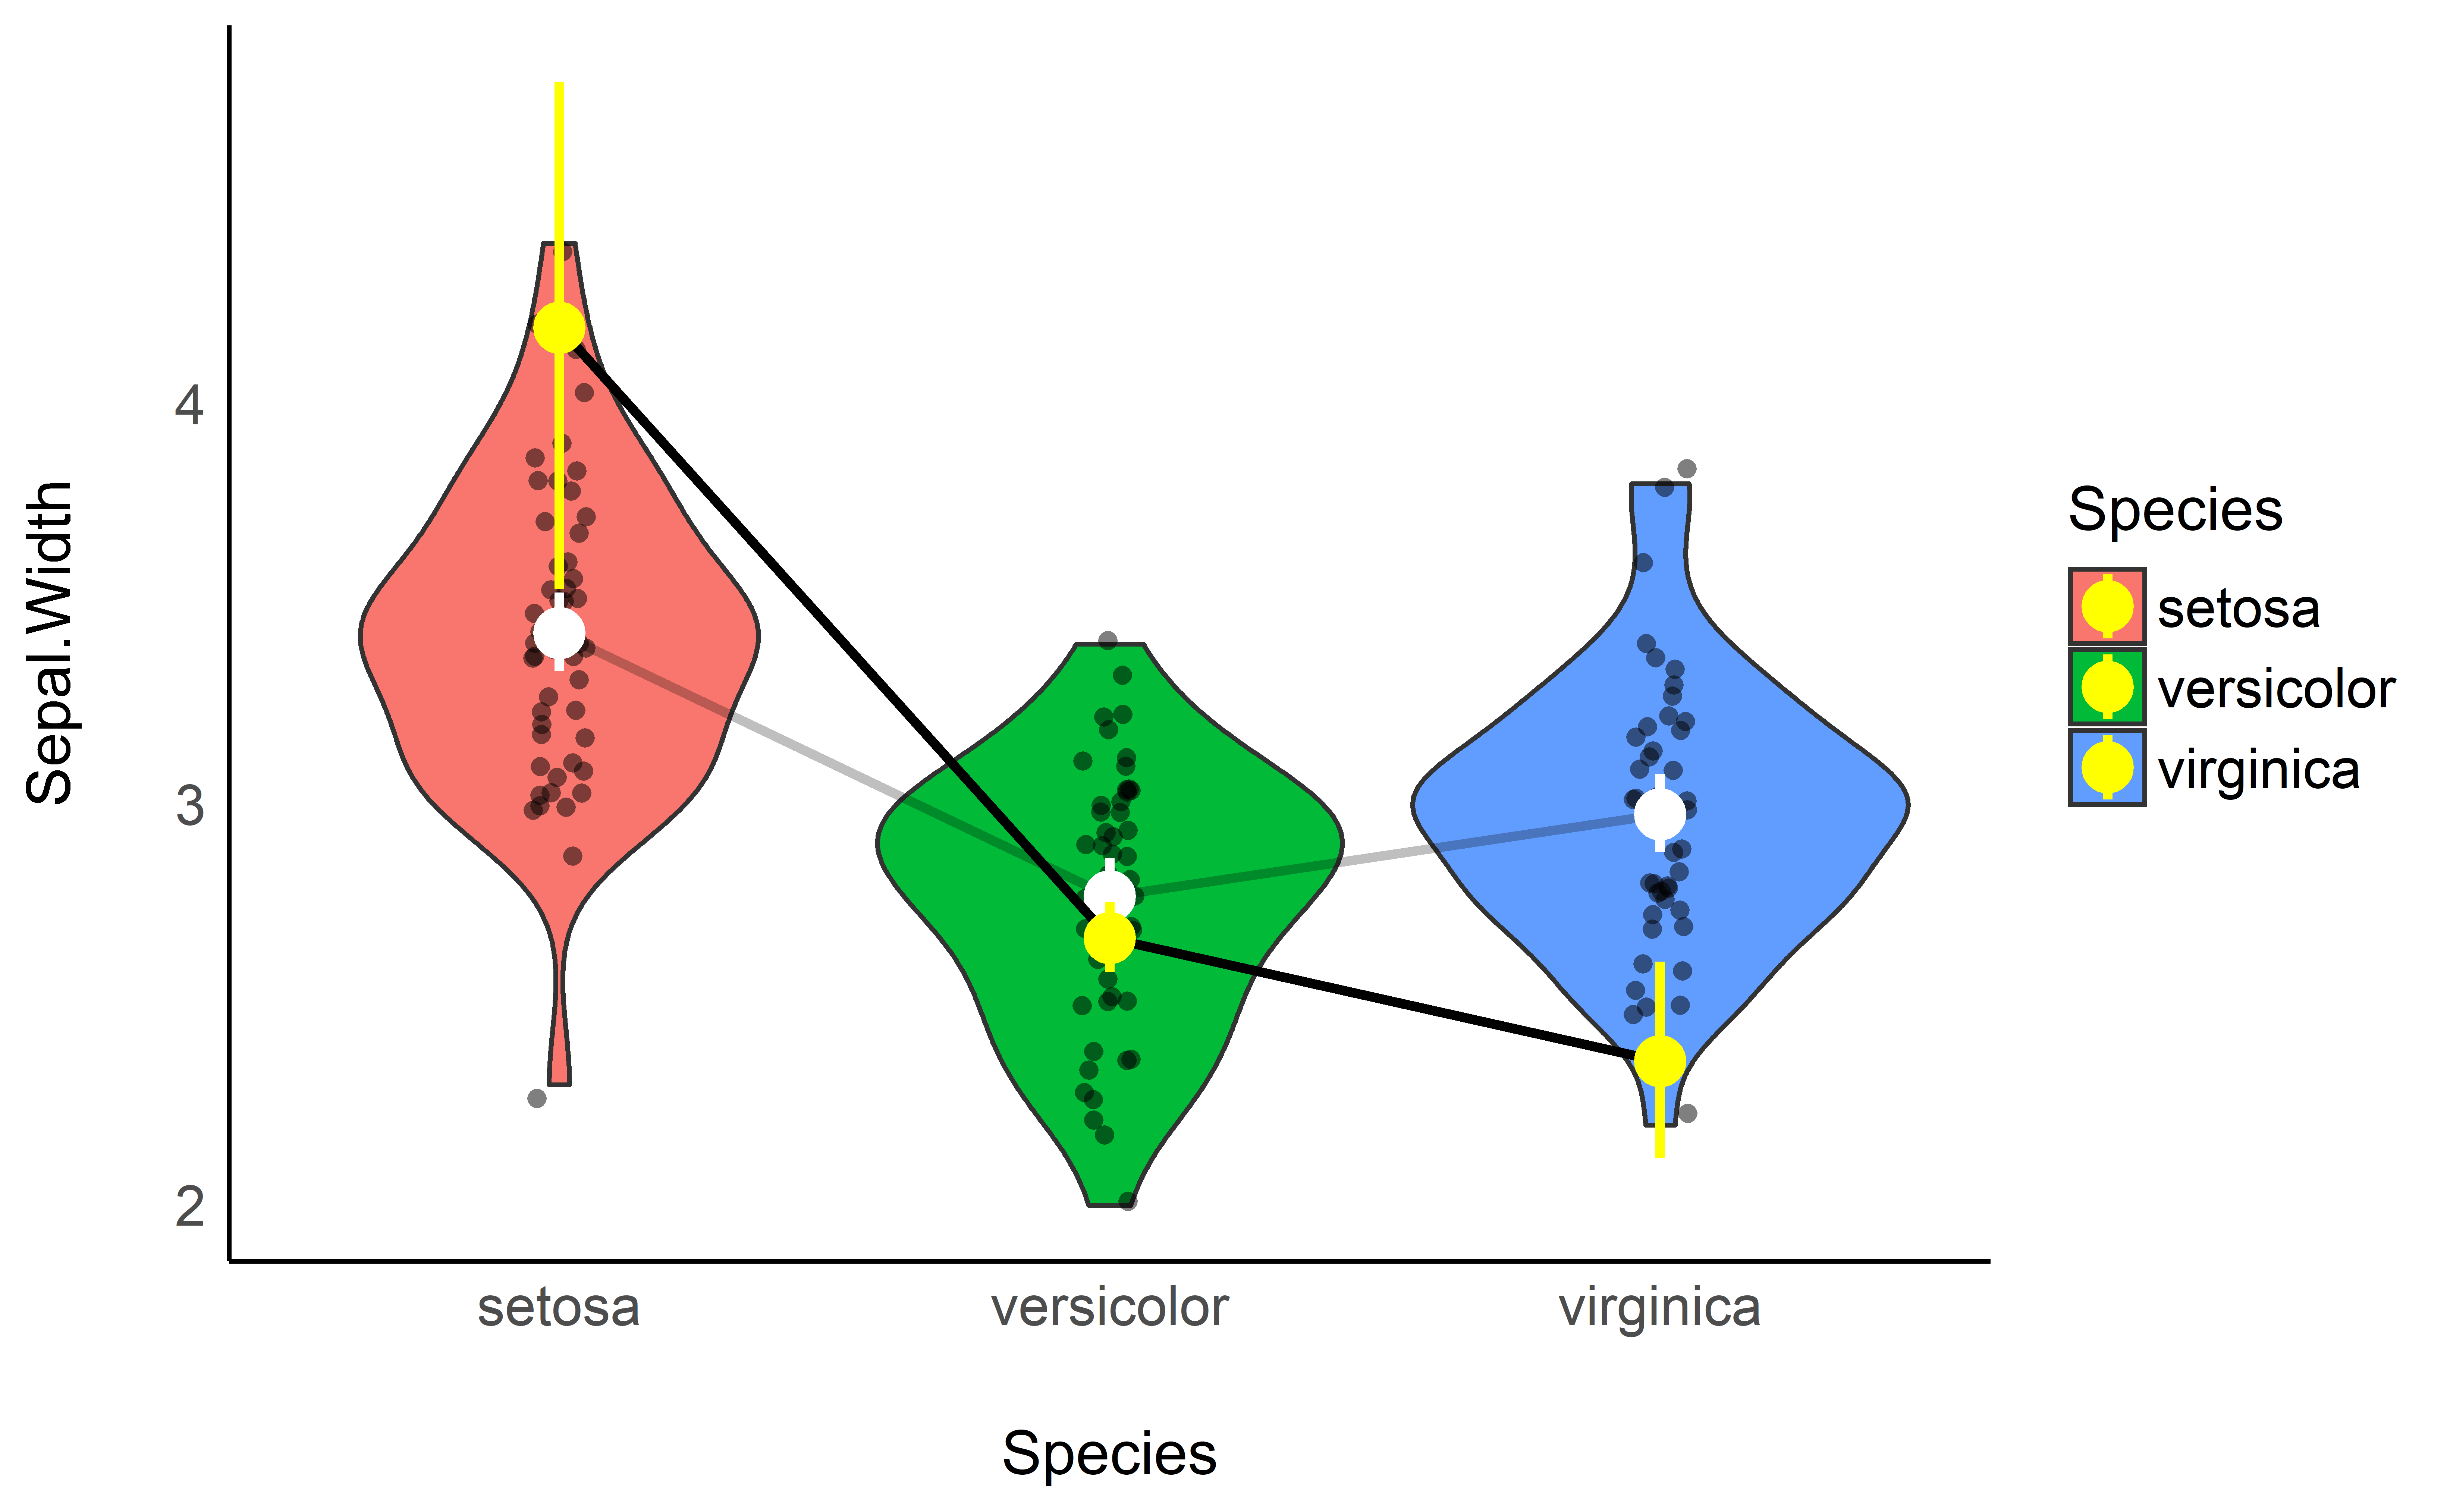 Sepal.Width
4
3
2
setosa
versicolor
virginica
Species
Species
setosa
versicolor
virginica